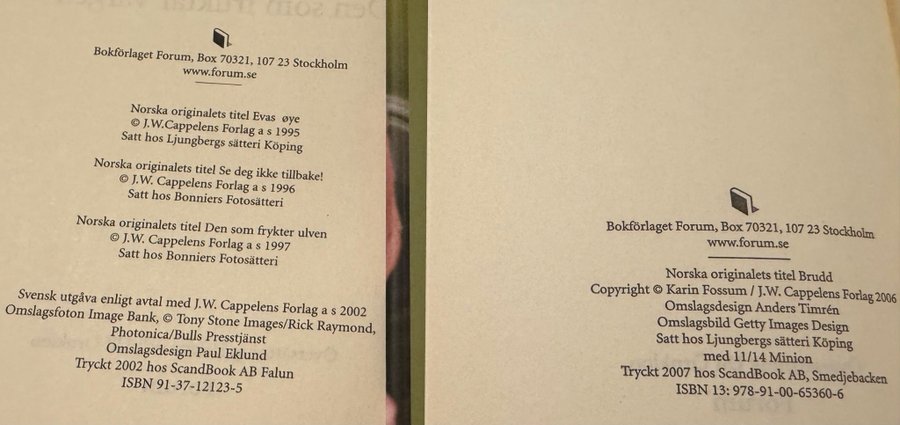 Bokförlaget Forum, Box 70321, 107 23 Stockholm
www.forum.se
Norska originalets titel Evas øye
© J.W.Cappelens Forlag a s 1995
Satt hos Ljungbergs sätteri Köping
Norska originalets titel Se deg ikke tillbake!
© J.W. Cappelens Forlag a s 1996
Satt hos Bonniers Fotosätteri
Norska originalets titel Den som frykter ulven
© J.W. Cappelens Forlag a s 1997
Satt hos Bonniers Fotosätteri
Svensk utgåva enligt avtal med J.W. Cappelens Forlag a s 2002
Omslagsfoton Image Bank, © Tony Stone Images/Rick Raymond,
Photonica/Bulls Presstjänst
Omslagsdesign Paul Eklund
Tryckt 2002 hos ScandBook AB Falun
ISBN 91-37-12123-5
Bokförlaget Forum, Box 70321, 107 23 Stockholm
www.forum.se
Norska originalets titel Brudd
Copyright © Karin Fossum / J.W. Cappelens Forlag 2006
Omslagsdesign Anders Timrén
Omslagsbild Getty Images Design
Satt hos Ljungbergs sätteri Köping
med 11/14 Minion
Tryckt 2007 hos ScandBook AB, Smedjebacken
ISBN 13: 978-91-00-65360-6